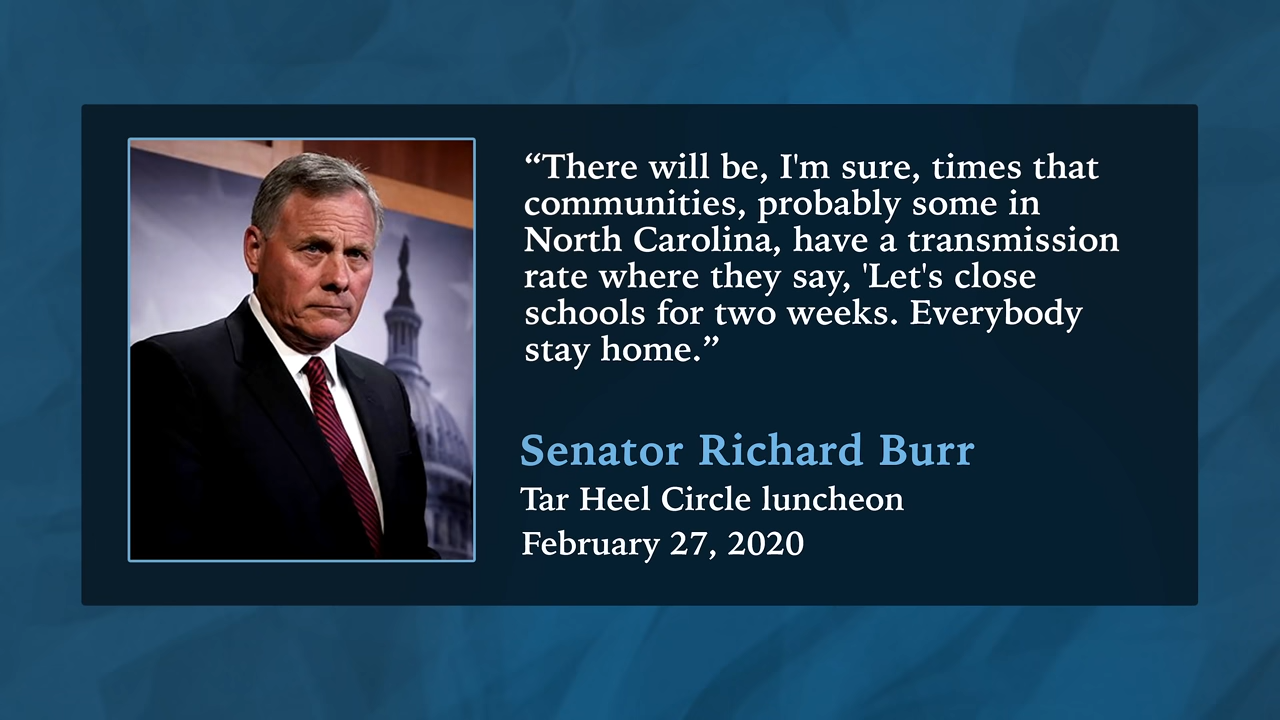 “There will be, I'm sure, times that
communities, probably some in
North Carolina, have a transmission
rate where they say, 'Let's close
schools for two weeks. Everybody
stay home.”
Senator Richard Burr
Tar Heel Circle luncheon
February 27, 2020